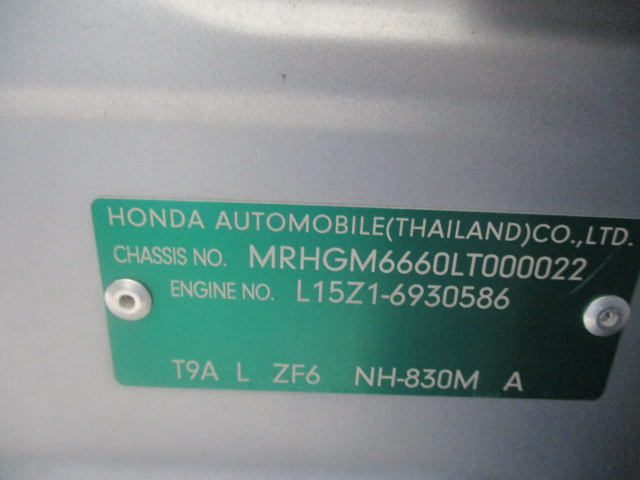 HONDA AUTOMOBILE(THAILAND)CO.,LTD.
CHASSIS NO. MRHGM6660LT000022
ENGINE NO. L15Z1-6930586
T9A L ZF6 NH-830M A